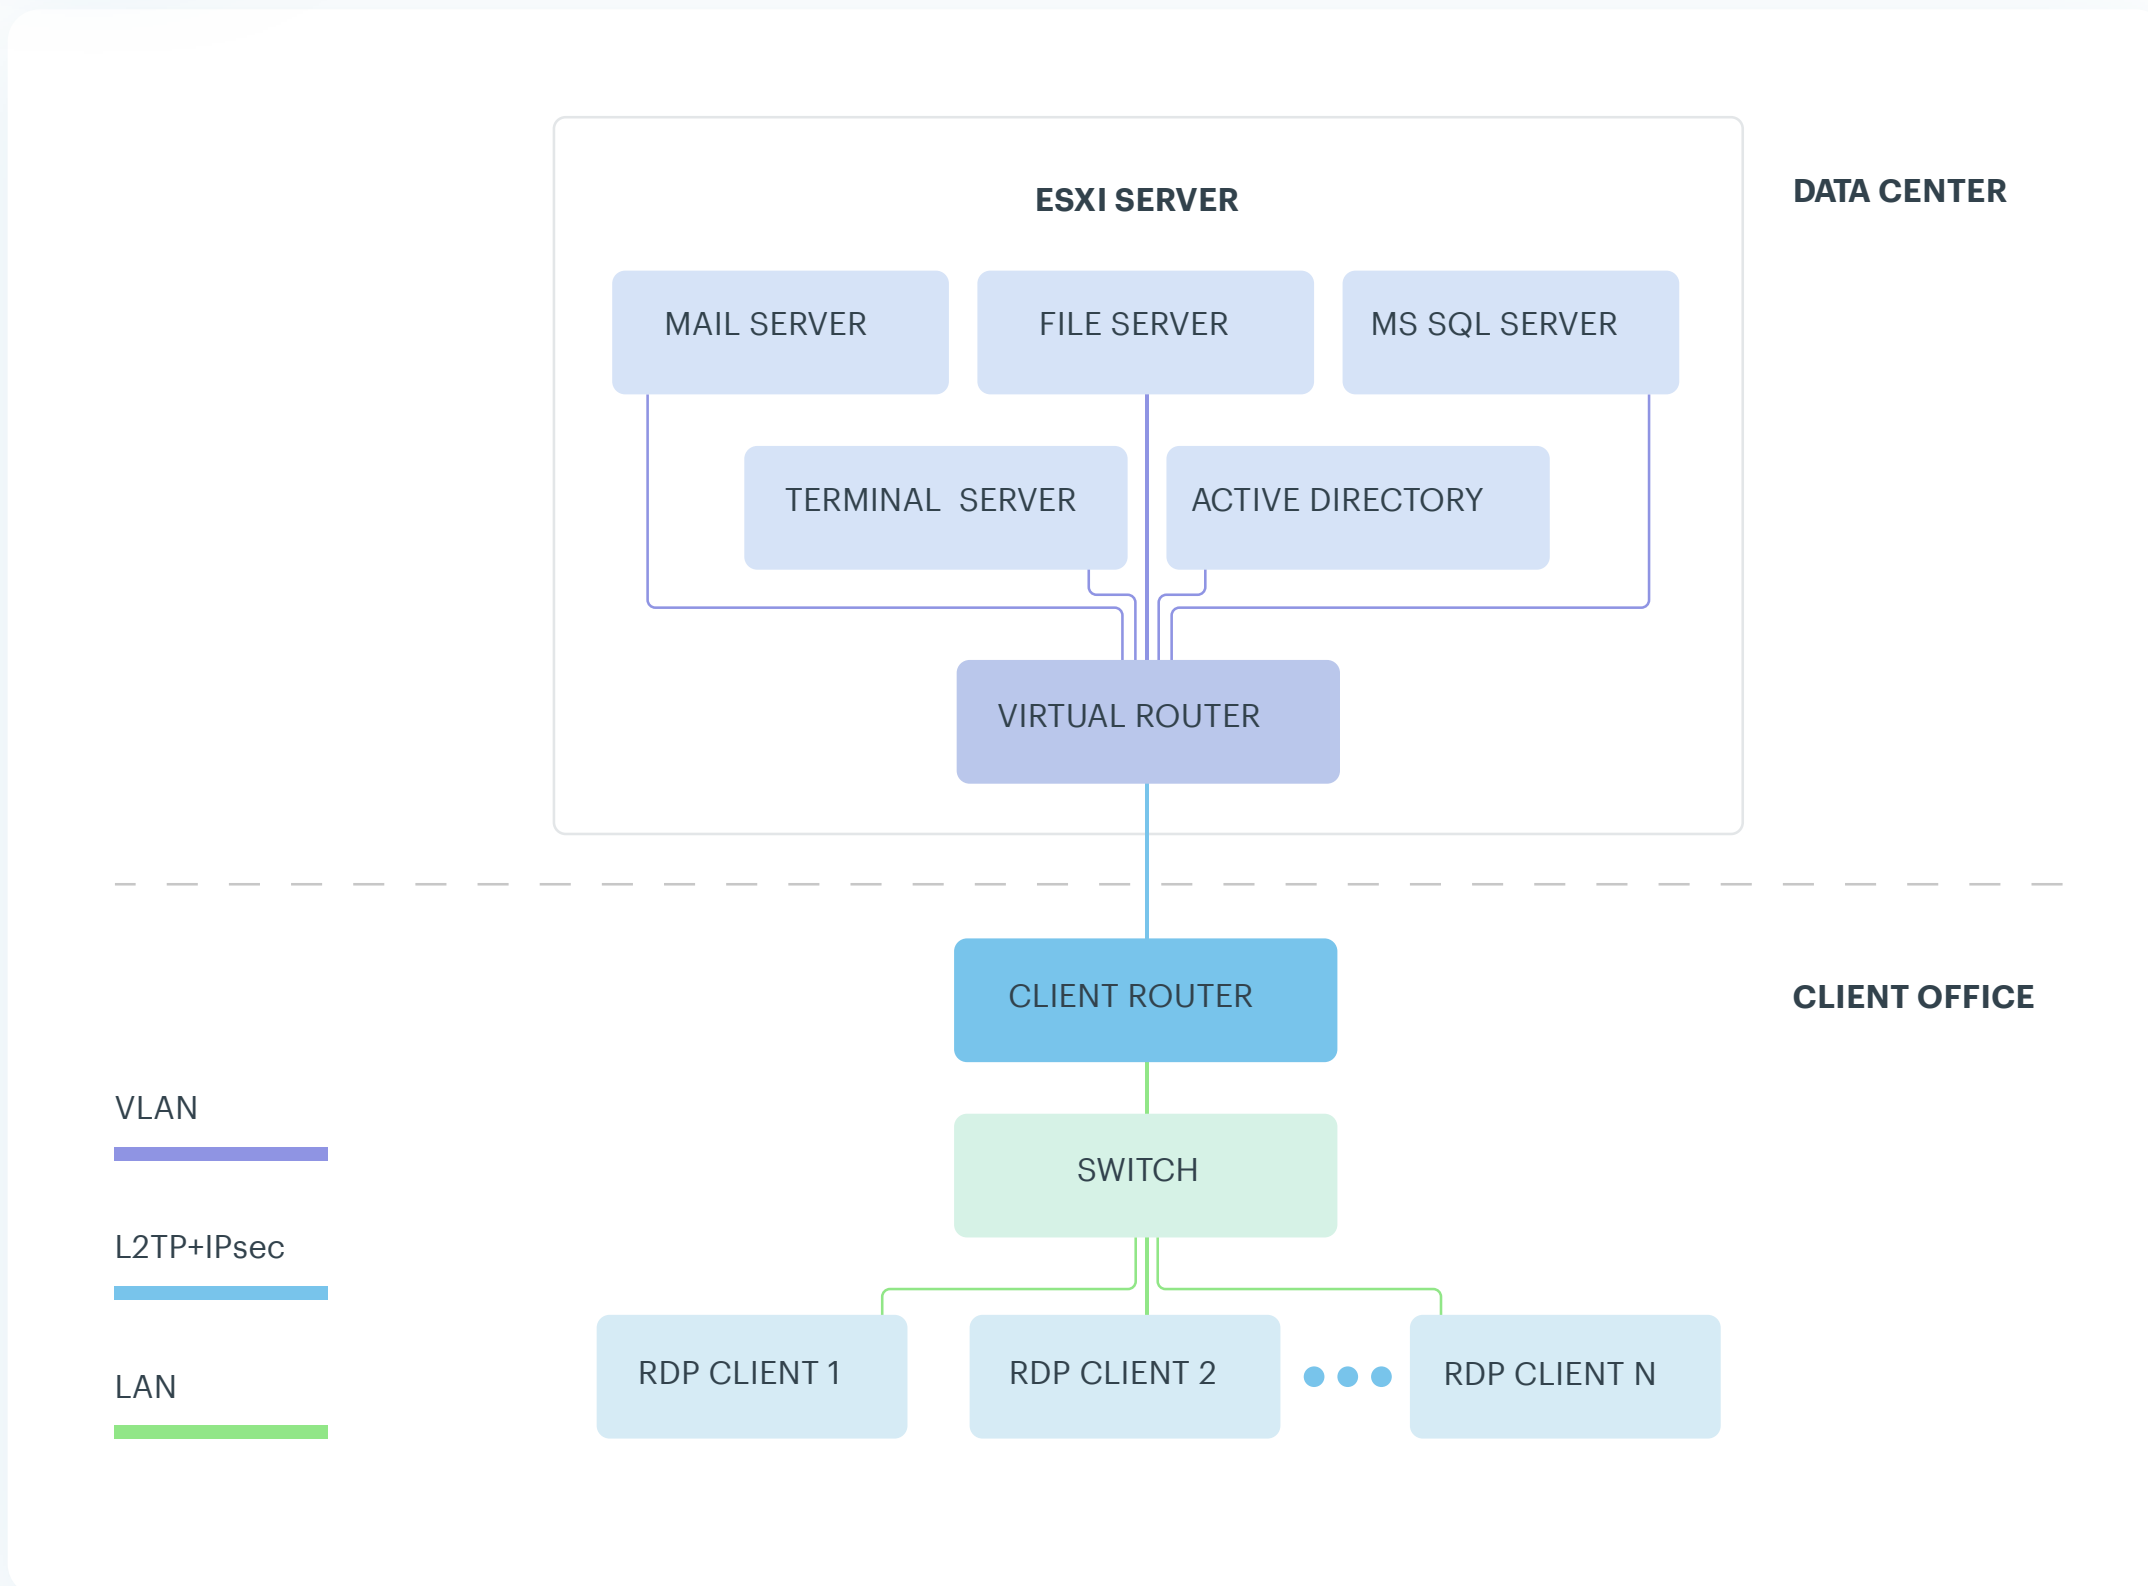 ESXI SERVER
DATA CENTER
MAIL SERVER
FILE SERVER
MS SQL SERVER
TERMINAL  SERVER
ACTIVE DIRECTORY
VIRTUAL ROUTER
CLIENT ROUTER
CLIENT OFFICE
VLAN
SWITCH
L2TP+IPsec
LAN
RDP CLIENT 1
RDP CLIENT 2
RDP CLIENT N